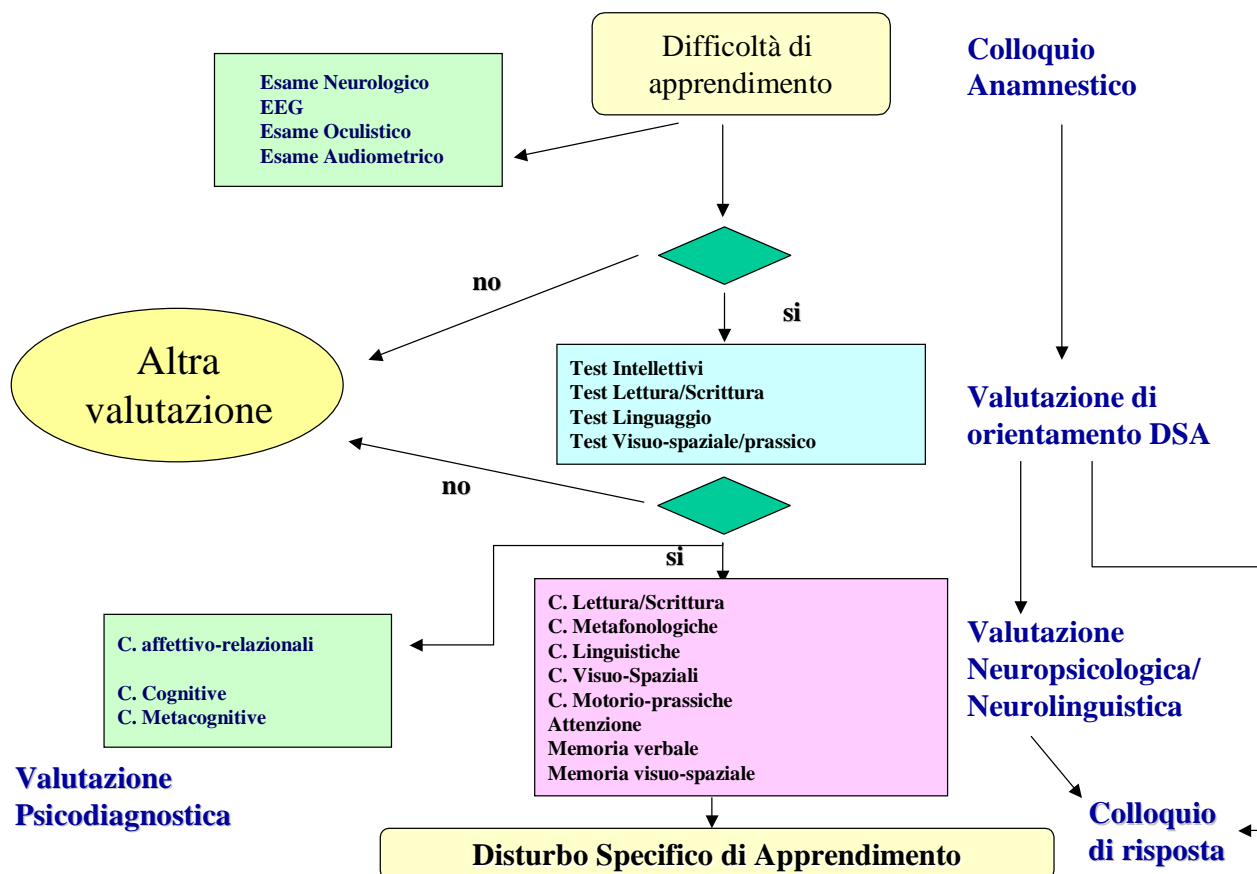 Difficoltà di
apprendimento
Colloquio
Anamnestico
Esame Neurologico
EEG
Esame Oculistico
Esame Audiometrico
no
si
Altra
valutazione
Test Intellettivi
Test Lettura/Scrittura
Test Linguaggio
Test Visuo-spaziale/prassico
Valutazione di
orientamento DSA
no
si
C. affettivo-relazionali
C. Cognitive
C. Metacognitive
C. Lettura/Scrittura
C. Metafonologiche
C. Linguistiche
C. Visuo-Spaziali
C. Motorio-prassiche
Attenzione
Memoria verbale
Memoria visuo-spaziale
Valutazione
Neuropsicologica/
Neurolinguistica
Valutazione
Psicodiagnostica
Colloquio
di risposta
Disturbo Specifico di Apprendimento